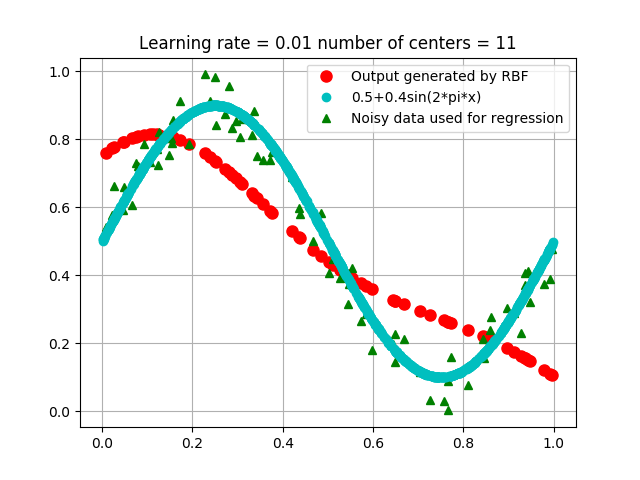 Learning rate = 0.01 number of centers = 11
Output generated by RBF
0.5+0.4sin(2*pi*x)
Noisy data used for regression
1.0
0.8
0.6
0.4
0.2
0.0
0.0 0.2 0.4 0.6 0.8 1.0